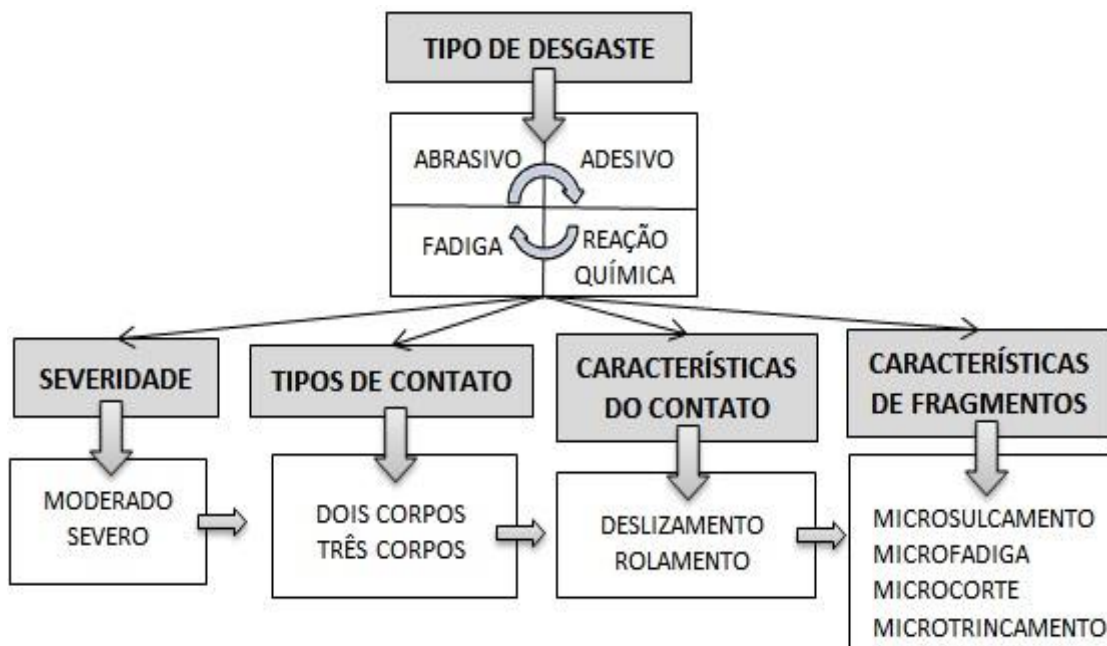 TIPO DE DESGASTE
ABRASIVO
ADESIVO
FADIGA
REAÇÃO
QUÍMICA
SEVERIDADE
TIPOS DE CONTATO
CARACTERÍSTICAS
DO CONTATO
CARACTERÍSTICAS
DE FRAGMENTOS
MODERADO
SEVERO
DOIS CORPOS
TRÊS CORPOS
DESLIZAMENTO
ROLAMENTO
MICROSULCAMENTO
MICROFADIGA
MICROCORTE
MICROTRINCAMENTO